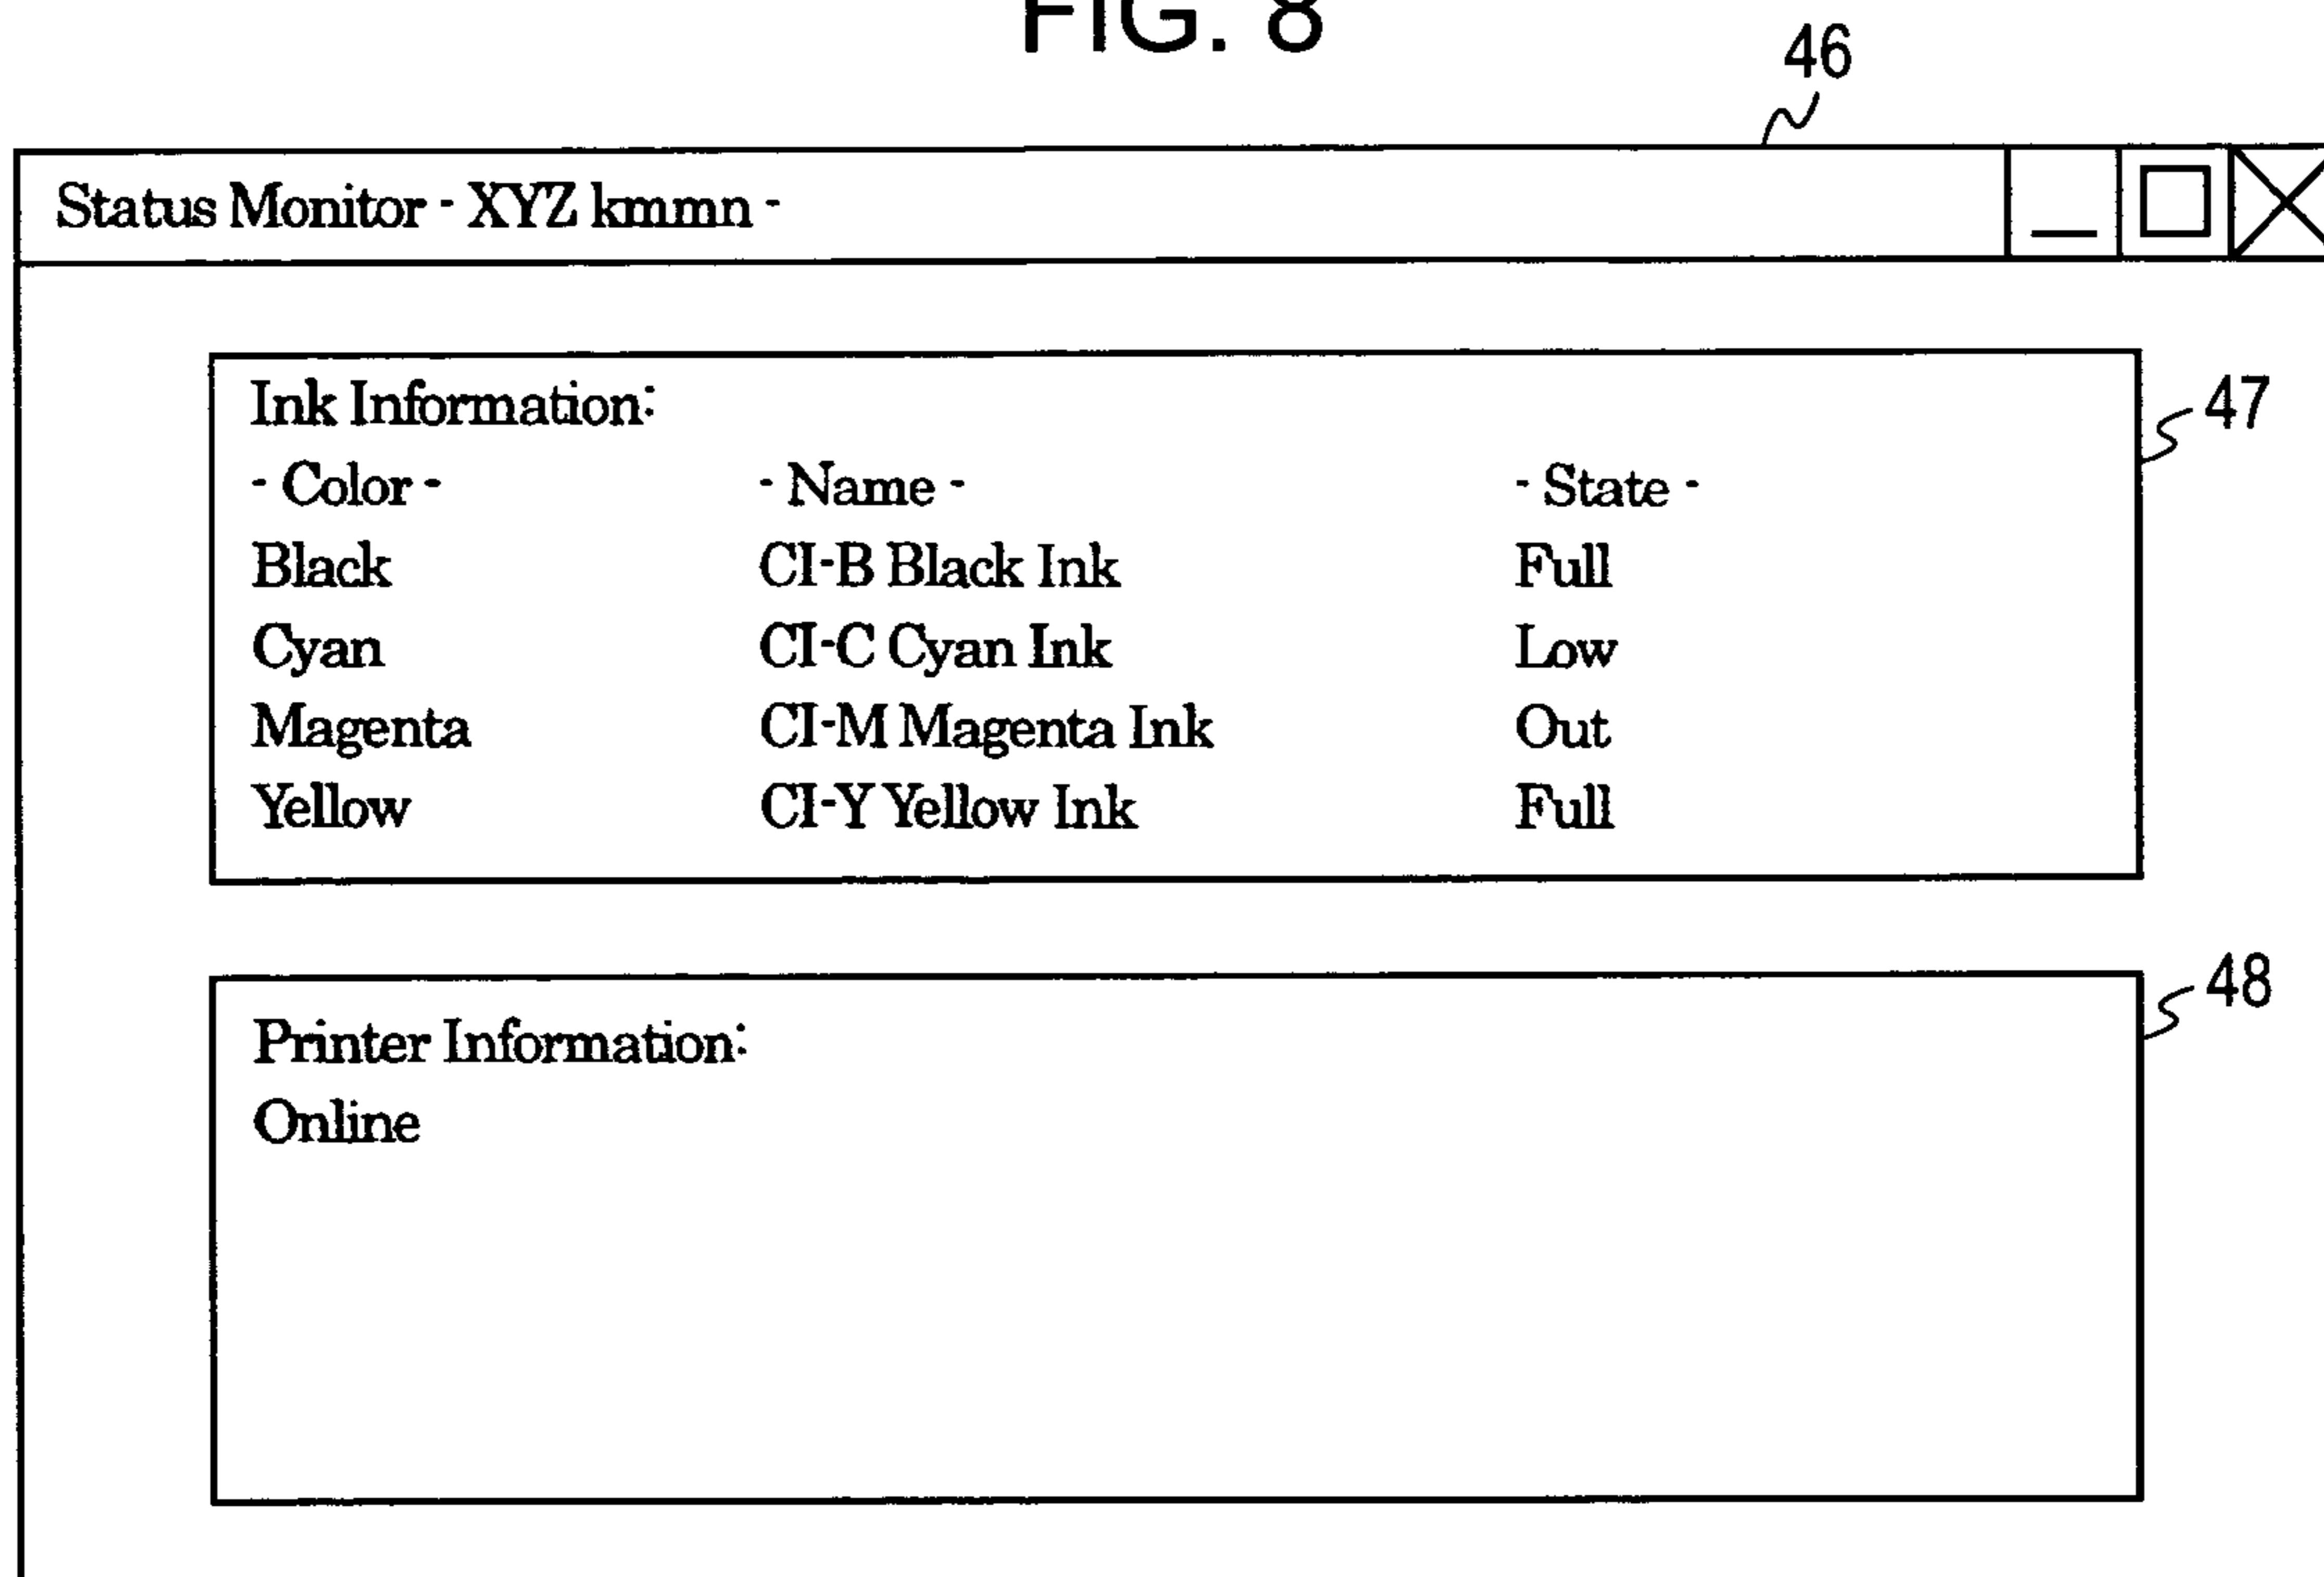 FIG. 8
46
Status Monitor - XYZ kmmn -
Ink Information:
47
- Color - - Name - - State -
Black CI-B Black Ink Full
Cyan CI-C Cyan Ink Low
Magenta CI-M Magenta Ink Out
Yellow CI-Y Yellow Ink Full
48
Printer Information:
Online